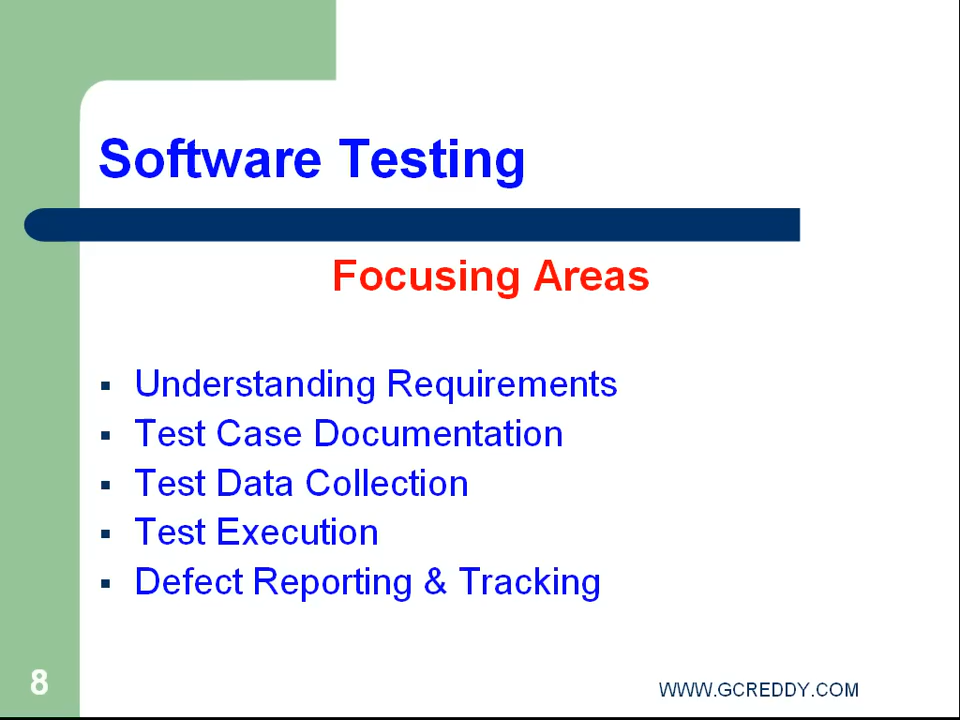 Software Testing
Focusing Areas
▪ Understanding Requirements
▪ Test Case Documentation
▪ Test Data Collection
▪ Test Execution
▪ Defect Reporting & Tracking
8
WWW.GCREDDY.COM